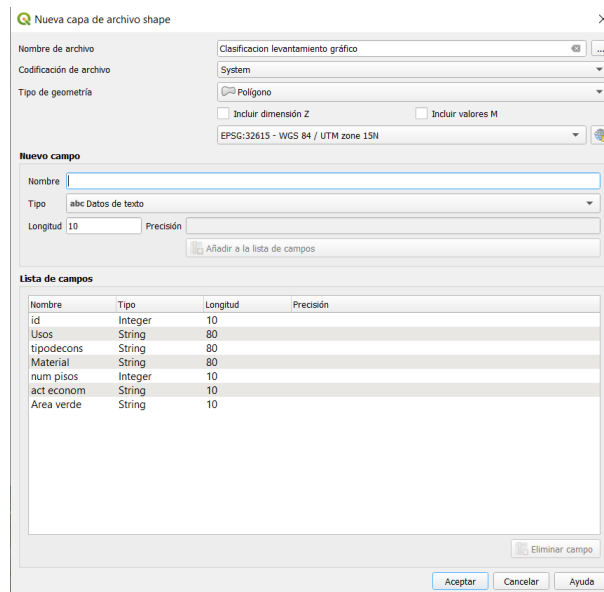 Nueva capa de archivo shape
Nombre de archivo Clasificacion levantamiento gráfico ...
Codificación de archivo System
Tipo de geometría Polígono
Incluir dimensión Z Incluir valores M
EPSG:32615 - WGS 84 / UTM zone 15N
Nuevo campo
Nombre
Tipo abc Datos de texto
Longitud 10 Precisión
Añadir a la lista de campos
Lista de campos
Nombre Tipo Longitud Precisión
id Integer 10
Usos String 80
tipodecons String 80
Material String 80
num pisos Integer 10
act econom String 10
Area verde String 10
Eliminar campo
Aceptar Cancelar Ayuda